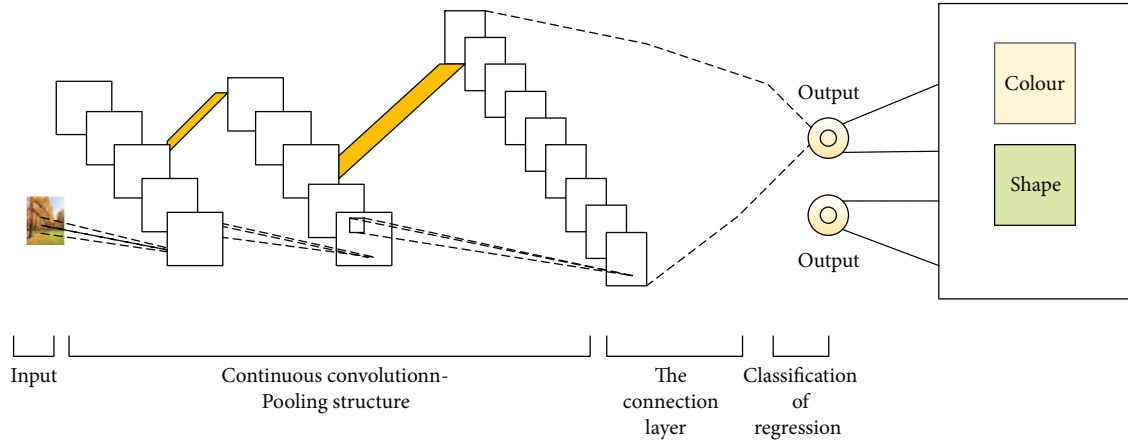 Output
Colour
Shape
Output
Input
Continuous convolutionn-
Pooling structure
The
connection
layer
Classification
of
regression